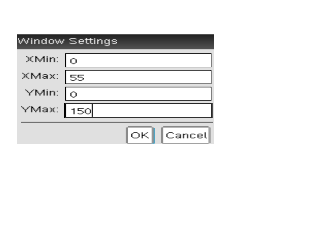 Window Settings
XMin: 0
XMax: 55
YMin: 0
YMax: 150
OK Cancel